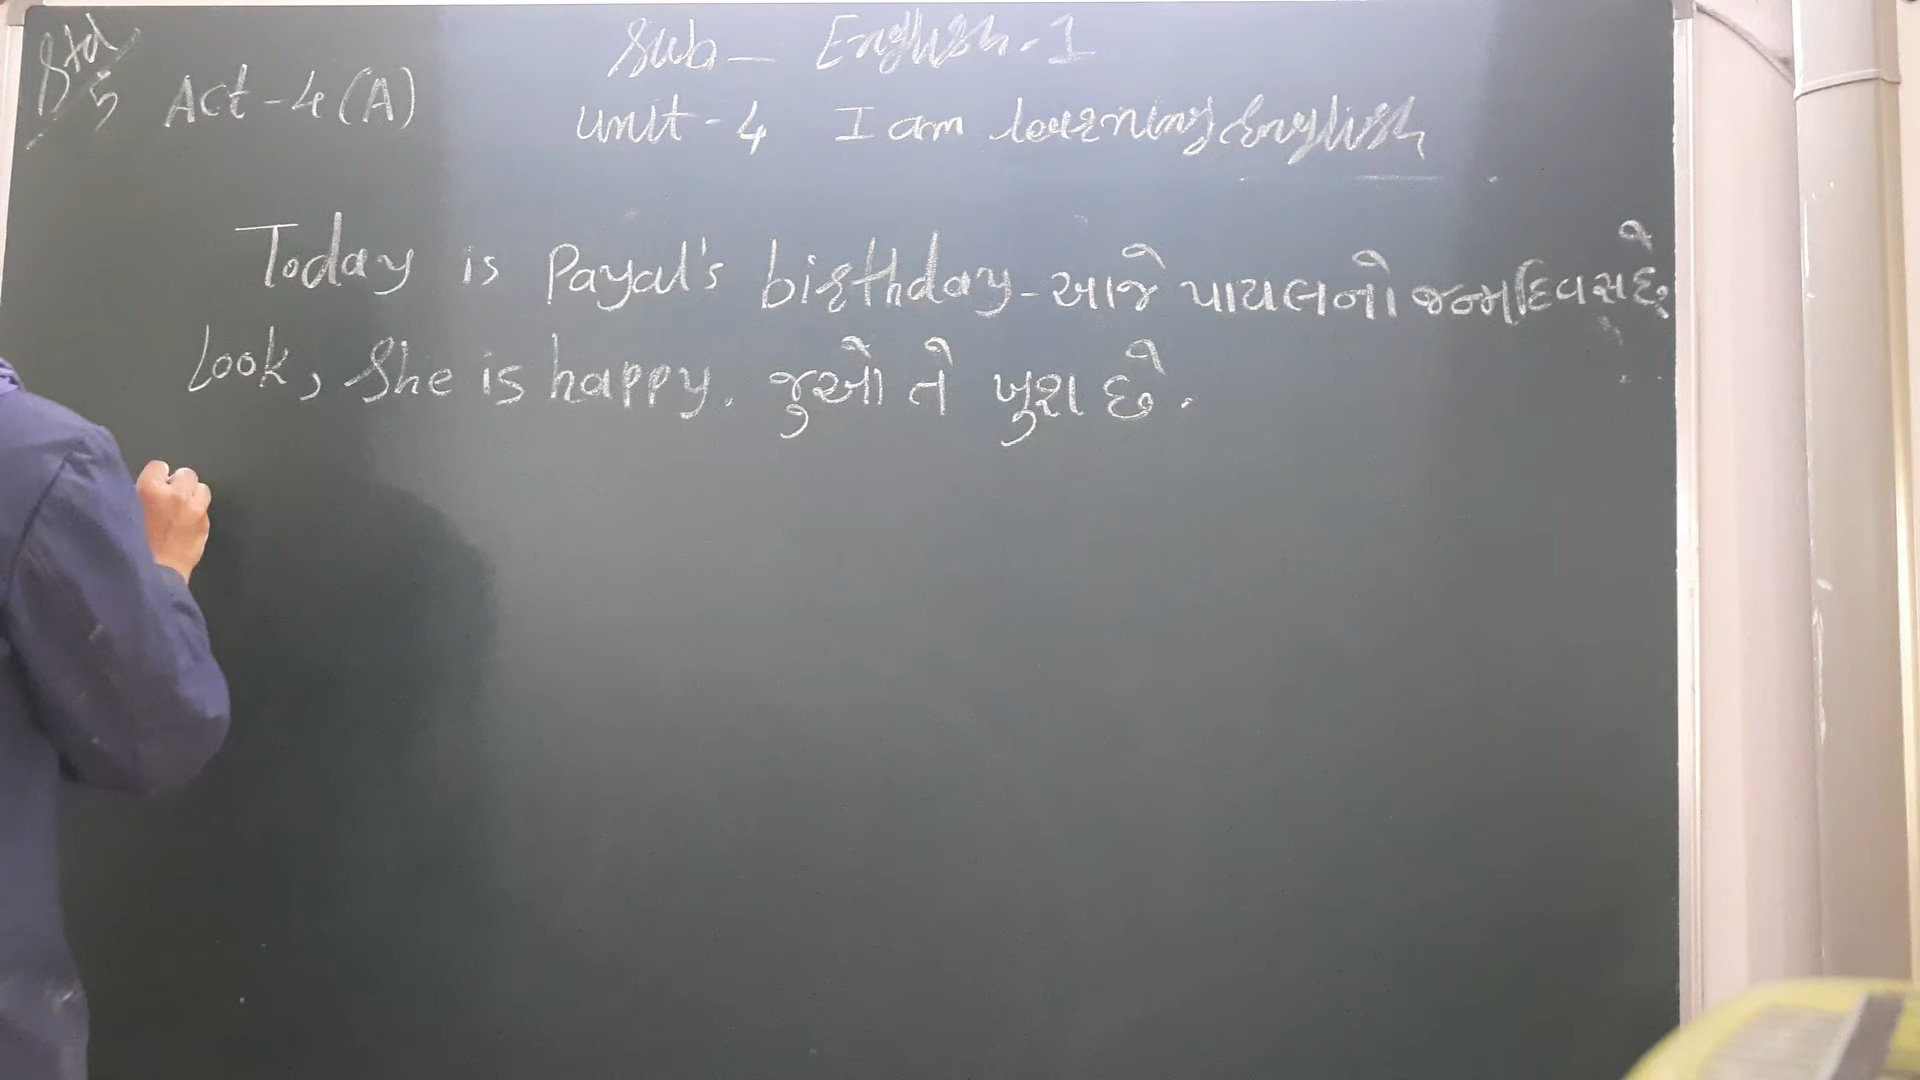 Std 5
Sub - English-1
Act-4(A)
Unit-4 I am learning English
Today is Payal's birthday - આજે પાયલનો જન્મદિવસ છે
Look, She is happy. જુઓ તે ખુશ છે.